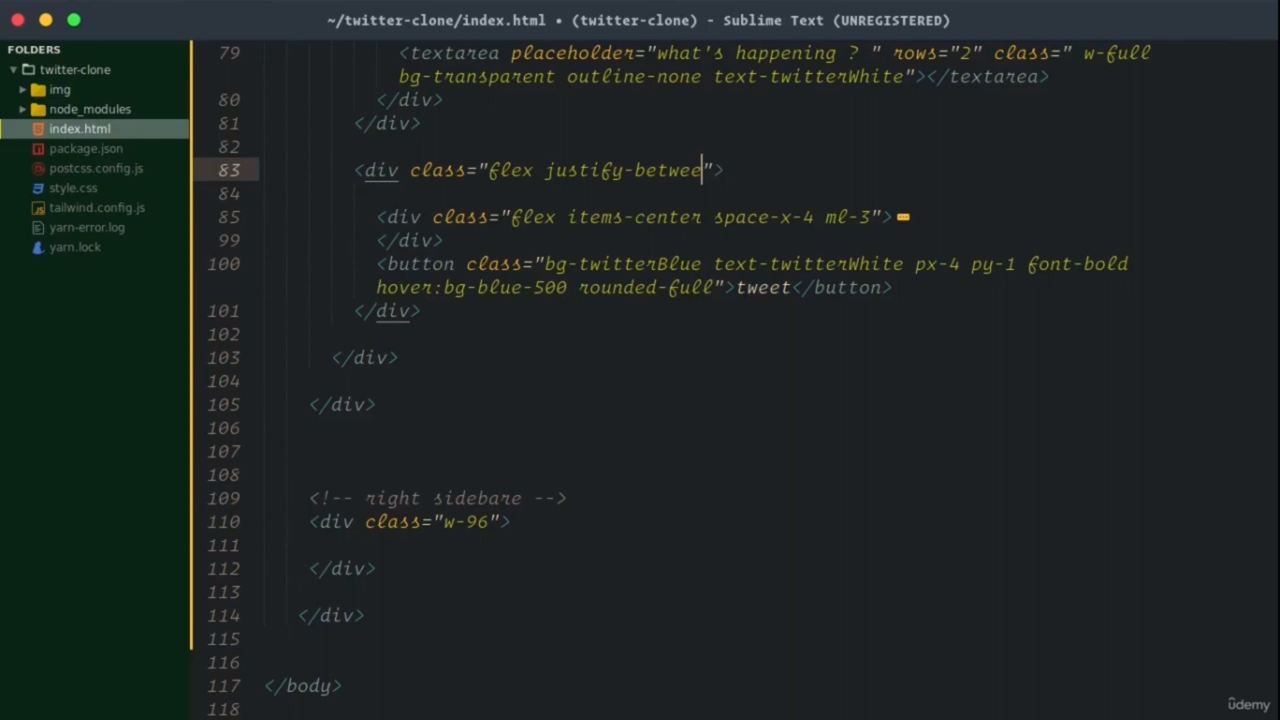 ~/twitter-clone/index.html • (twitter-clone) - Sublime Text (UNREGISTERED)
FOLDERS
twitter-clone
img
node_modules
index.html
package.json
postcss.config.js
style.css
tailwind.config.js
yarn-error.log
yarn.lock
79 <textarea placeholder="what's happening ? " rows="2" class=" w-full
bg-transparent outline-none text-twitterWhite"></textarea>
80 </div>
81 </div>
82
83 <div class="flex justify-betwee">
84
85 <div class="flex items-center space-x-4 ml-3">
99 </div>
100 <button class="bg-twitterBlue text-twitterWhite px-4 py-1 font-bold
hover:bg-blue-500 rounded-full">tweet</button>
101 </div>
102
103 </div>
104
105 </div>
106
107
108
109 <!-- right sidebare -->
110 <div class="w-96">
111
112 </div>
113
114 </div>
115
116
117 </body>
118
ûdemy